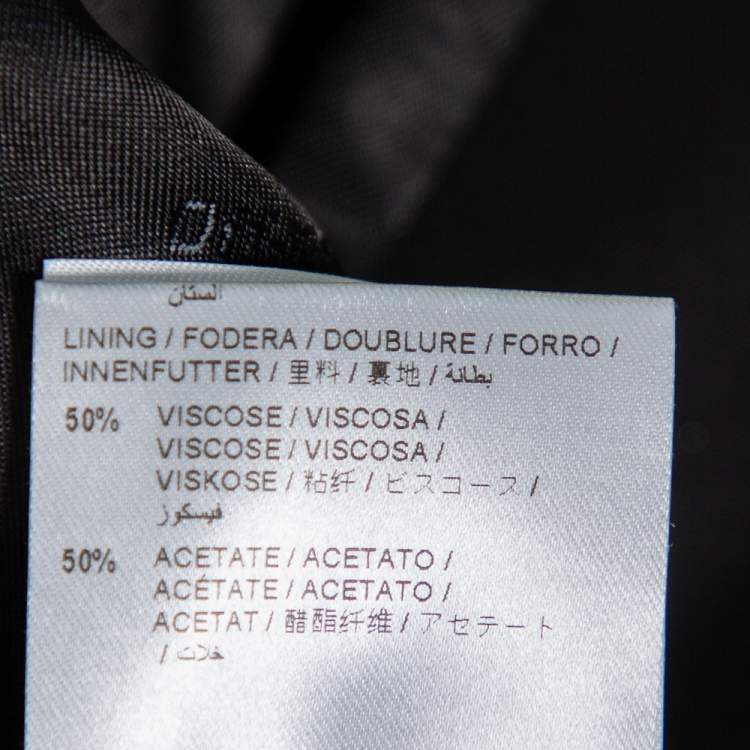 الستان
LINING / FODERA / DOUBLURE / FORRO /
INNENFUTTER / 里料 / 裏地 / بطانة
50% VISCOSE / VISCOSA /
VISCOSE / VISCOSA /
VISKOSE / 粘纤 / ビスコース /
فيسكوز
50% ACETATE / ACETATO /
ACÉTATE / ACETATO /
ACETAT / 醋酯纤维 / アセテート
/ خلات